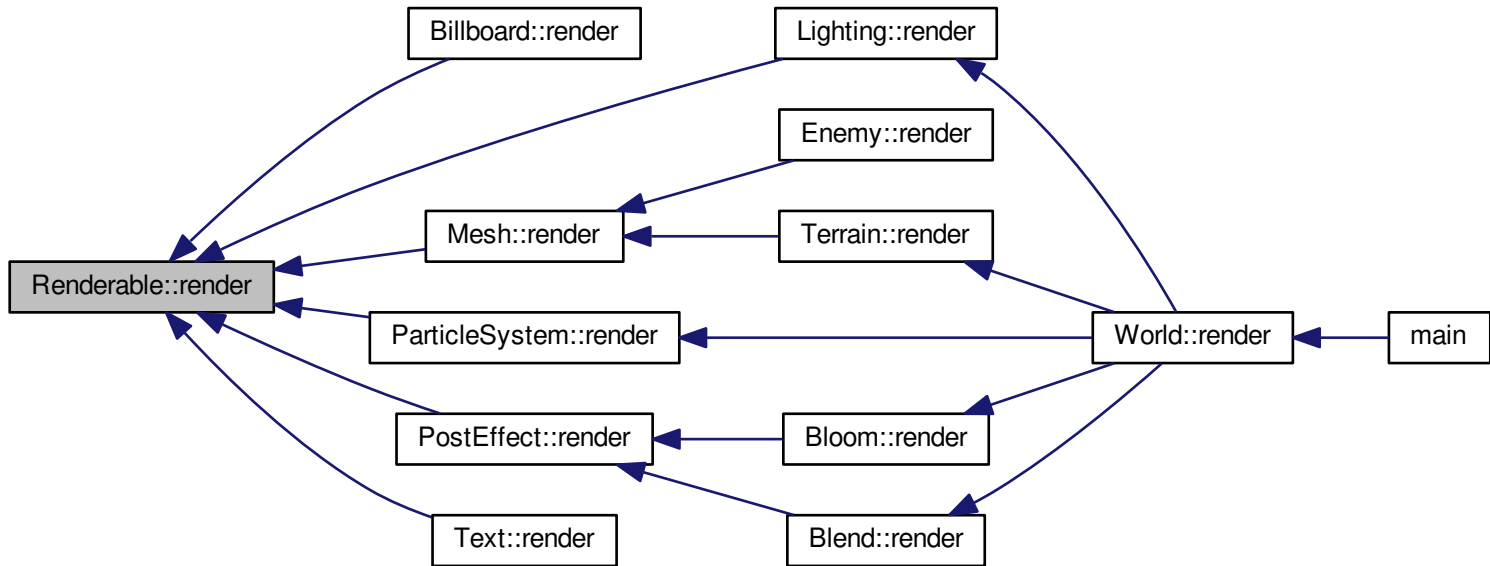 Billboard::render
Lighting::render
Enemy::render
Mesh::render
Terrain::render
Renderable::render
ParticleSystem::render
World::render
main
PostEffect::render
Bloom::render
Text::render
Blend::render